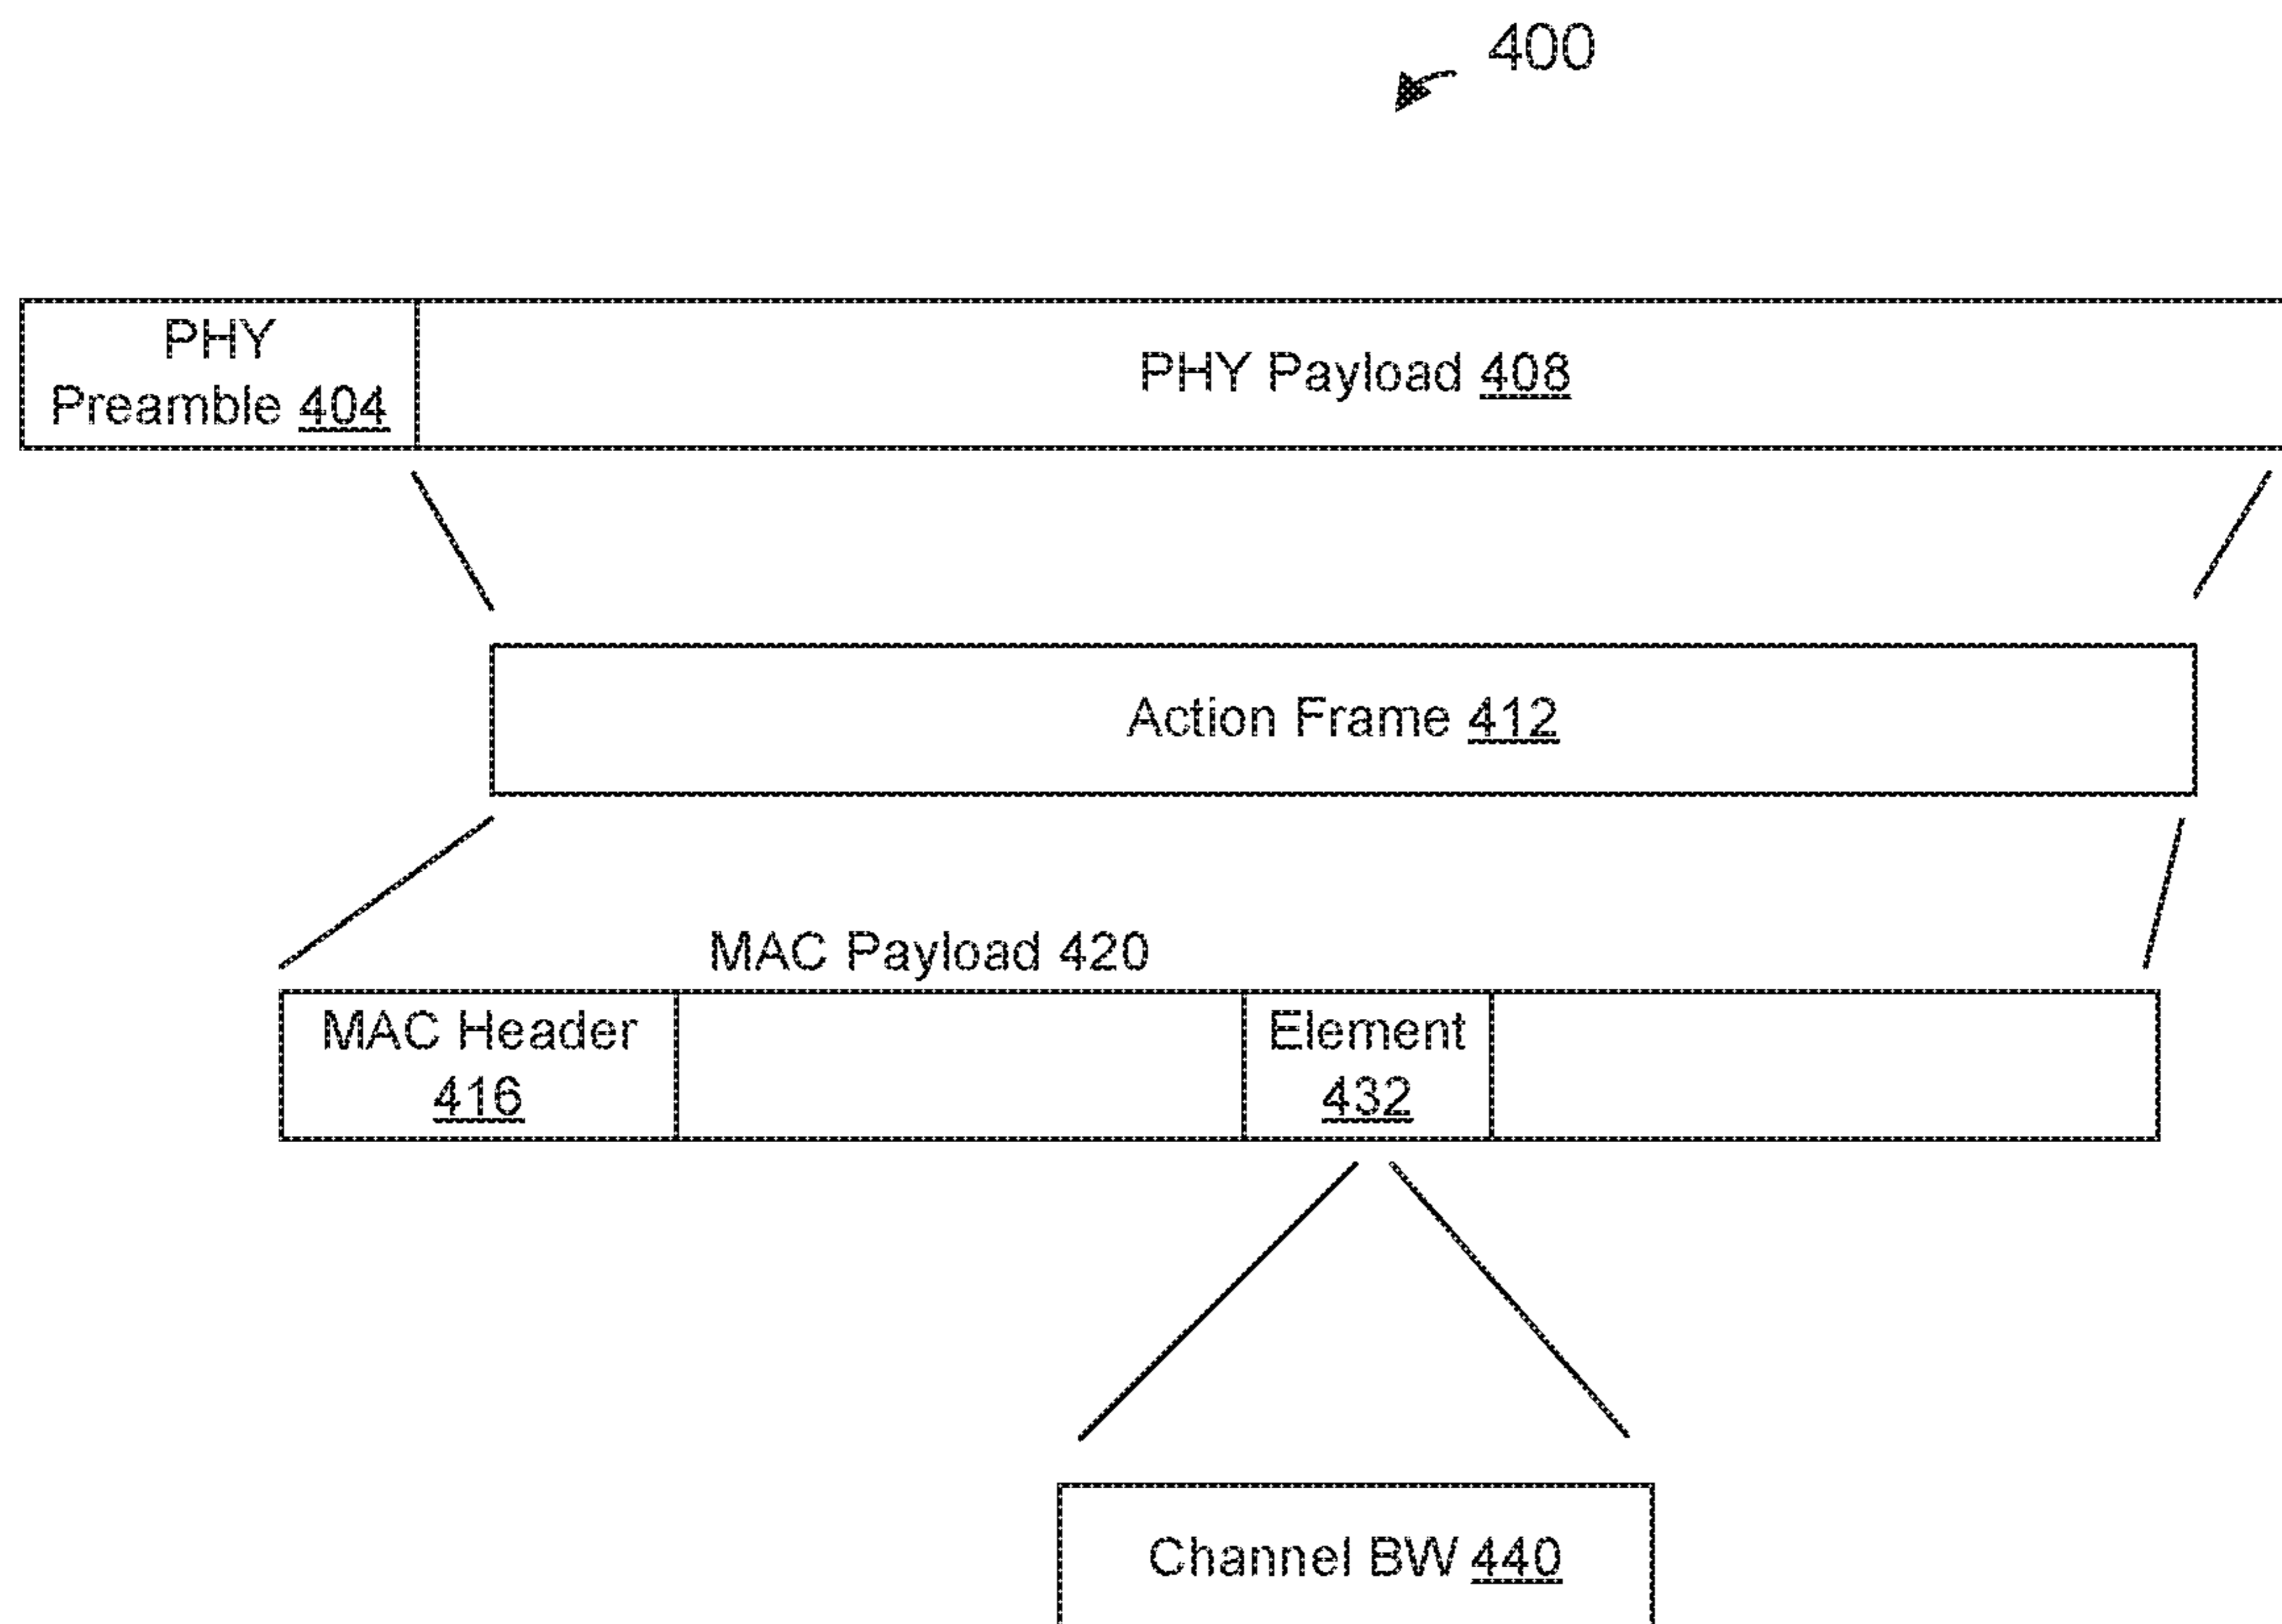 400
PHY
Preamble 404
PHY Payload 408
Action Frame 412
MAC Payload 420
MAC Header
416
Element
432
Channel BW 440